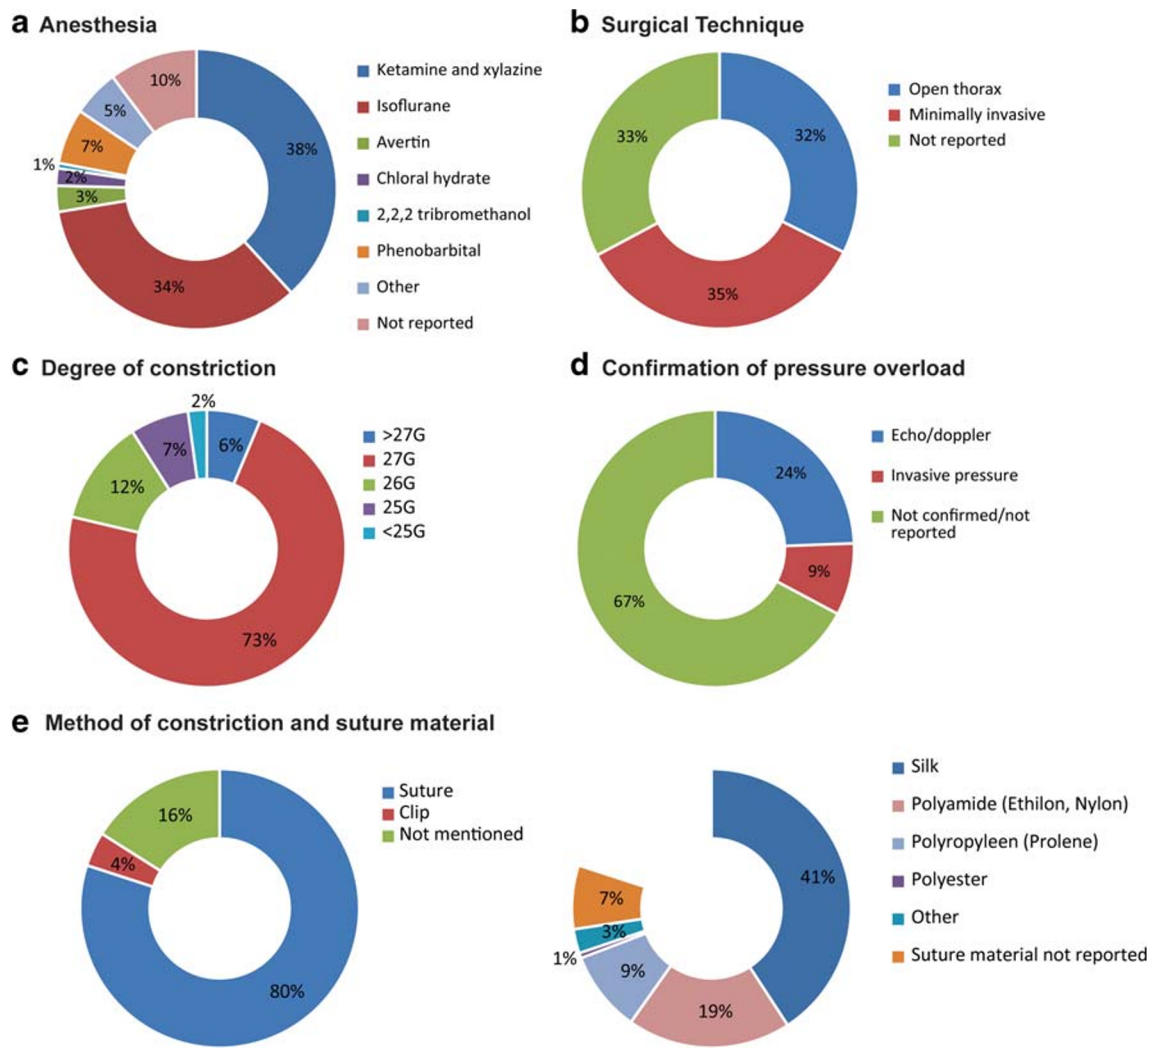 a Anesthesia
10%
5%
7%
1%
2%
3%
34%
38%
Ketamine and xylazine
Isoflurane
Avertin
Chloral hydrate
2,2,2 tribromethanol
Phenobarbital
Other
Not reported
b Surgical Technique
33%
32%
35%
Open thorax
Minimally invasive
Not reported
c Degree of constriction
2%
6%
7%
12%
73%
>27G
27G
26G
25G
<25G
d Confirmation of pressure overload
24%
9%
67%
Echo/doppler
Invasive pressure
Not confirmed/not
reported
e Method of constriction and suture material
16%
4%
80%
Suture
Clip
Not mentioned
41%
7%
3%
1%
9%
19%
Silk
Polyamide (Ethilon, Nylon)
Polyropyleen (Prolene)
Polyester
Other
Suture material not reported